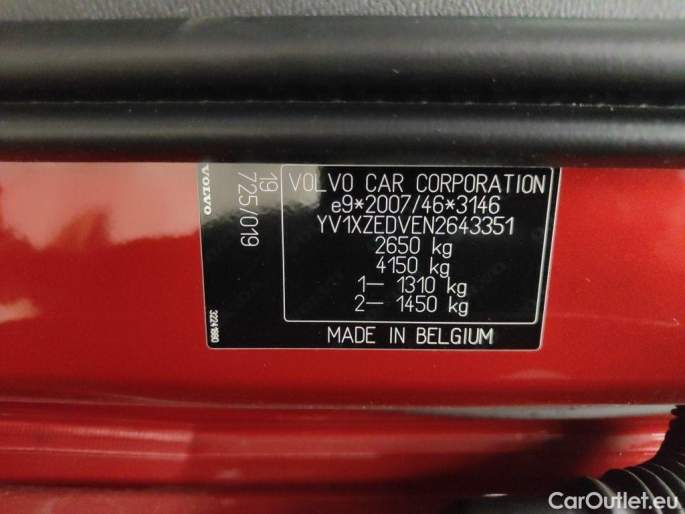 VOLVO
19
725/019
3224980
VOLVO CAR CORPORATION
e9*2007/46*3146
YV1XZEDVEN2643351
2650 kg
4150 kg
1— 1310 kg
2— 1450 kg
MADE IN BELGIUM
CarOutlet.eu